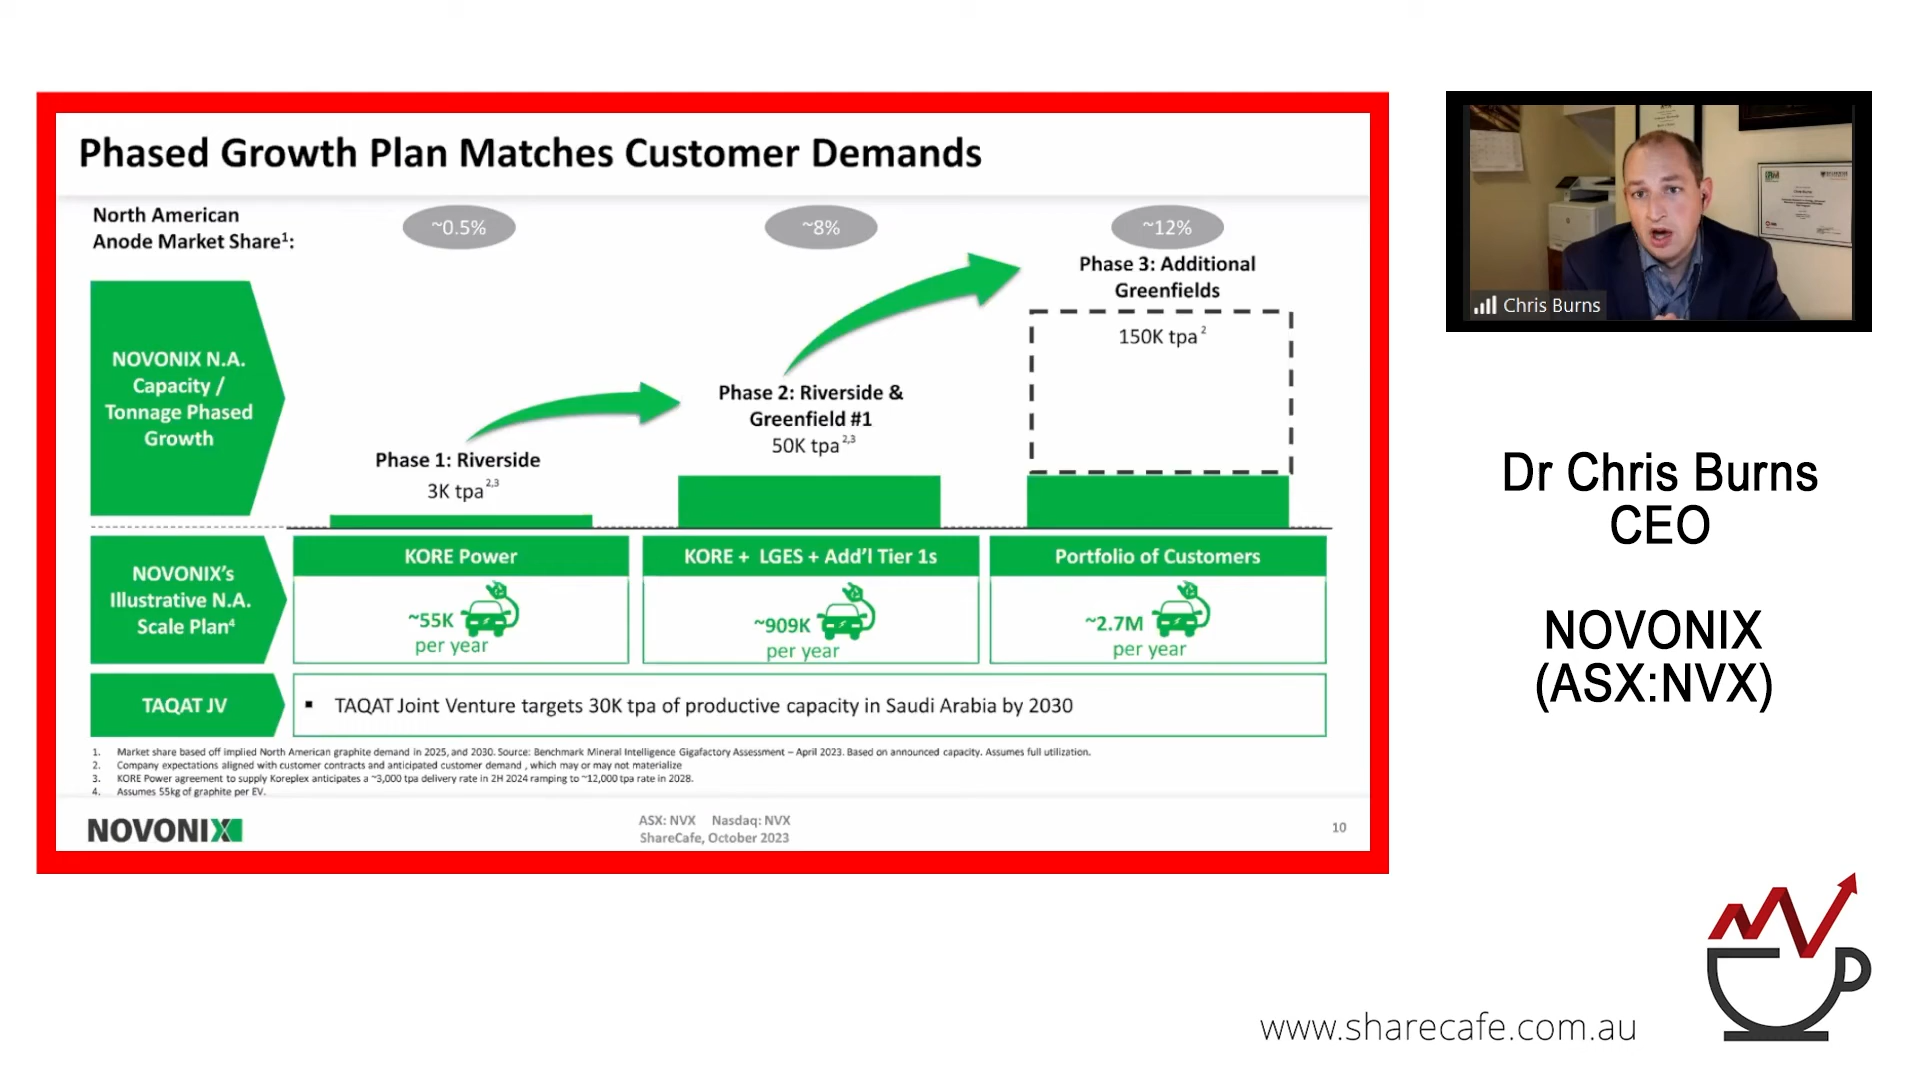 Phased Growth Plan Matches Customer Demands
North American
Anode Market Share¹:
~0.5%
~8%
~12%
NOVONIX N.A.
Capacity /
Tonnage Phased
Growth
Phase 1: Riverside
3K tpa 2,3
Phase 2: Riverside &
Greenfield #1
50K tpa 2,3
Phase 3: Additional
Greenfields
150K tpa 2
NOVONIX's
Illustrative N.A.
Scale Plan⁴
KORE Power
~55K
per year
KORE + LGES + Add'l Tier 1s
~909K
per year
Portfolio of Customers
~2.7M
per year
TAQAT JV
▪ TAQAT Joint Venture targets 30K tpa of productive capacity in Saudi Arabia by 2030
1. Market share based off implied North American graphite demand in 2025, and 2030. Source: Benchmark Mineral Intelligence Gigafactory Assessment – April 2023. Based on announced capacity. Assumes full utilization.
2. Company expectations aligned with customer contracts and anticipated customer demand , which may or may not materialize
3. KORE Power agreement to supply Koreplex anticipates a ~3,000 tpa delivery rate in 2H 2024 ramping to ~12,000 tpa rate in 2028.
4. Assumes 55kg of graphite per EV.
NOVONIX
ASX: NVX Nasdaq: NVX
ShareCafe, October 2023
10
Chris Burns
Dr Chris Burns
CEO
NOVONIX
(ASX:NVX)
www.sharecafe.com.au